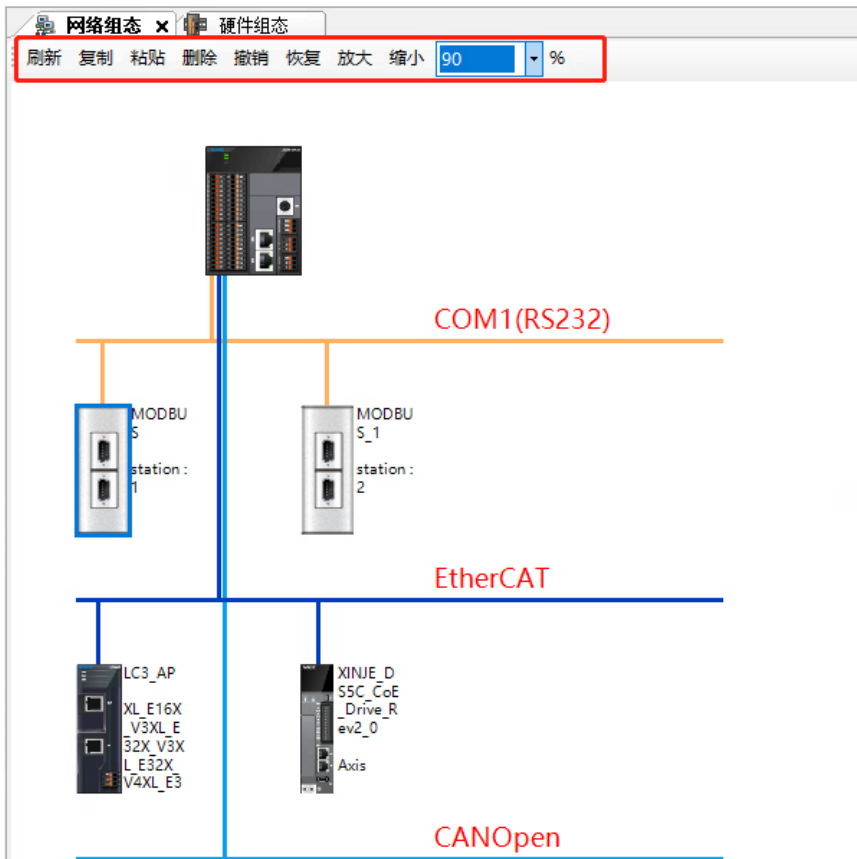 网络组态 硬件组态
刷新 复制 粘贴 删除 撤销 恢复 放大 缩小 90 %
COM1(RS232)
MODBU
S
station :
1
MODBU
S_1
station :
2
EtherCAT
LC3_AP
XL_E16X
_V3XL_E
32X_V3X
L_E32X_
V4XL_E3
XINJE_D
S5C_CoE
_Drive_R
ev2_0
Axis
CANOpen